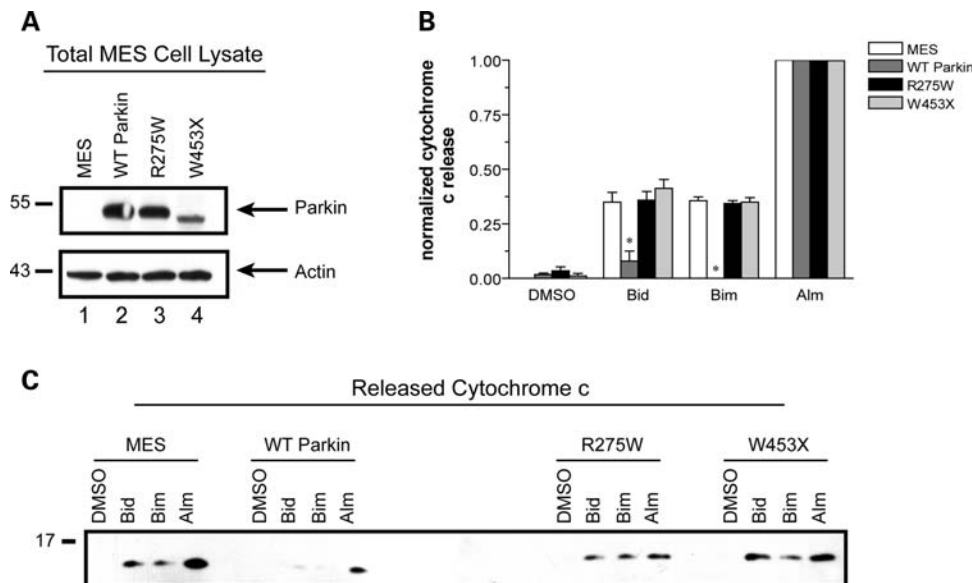 A
Total MES Cell Lysate
MES
WT Parkin
R275W
W453X
55
Parkin
43
Actin
1 2 3 4
B
normalized cytochrome
c release
1.00
0.75
0.50
0.25
0.00
*
*
DMSO Bid Bim Alm
MES
WT Parkin
R275W
W453X
C
Released Cytochrome c
MES WT Parkin R275W W453X
DMSO Bid Bim Alm DMSO Bid Bim Alm DMSO Bid Bim Alm DMSO Bid Bim Alm
17